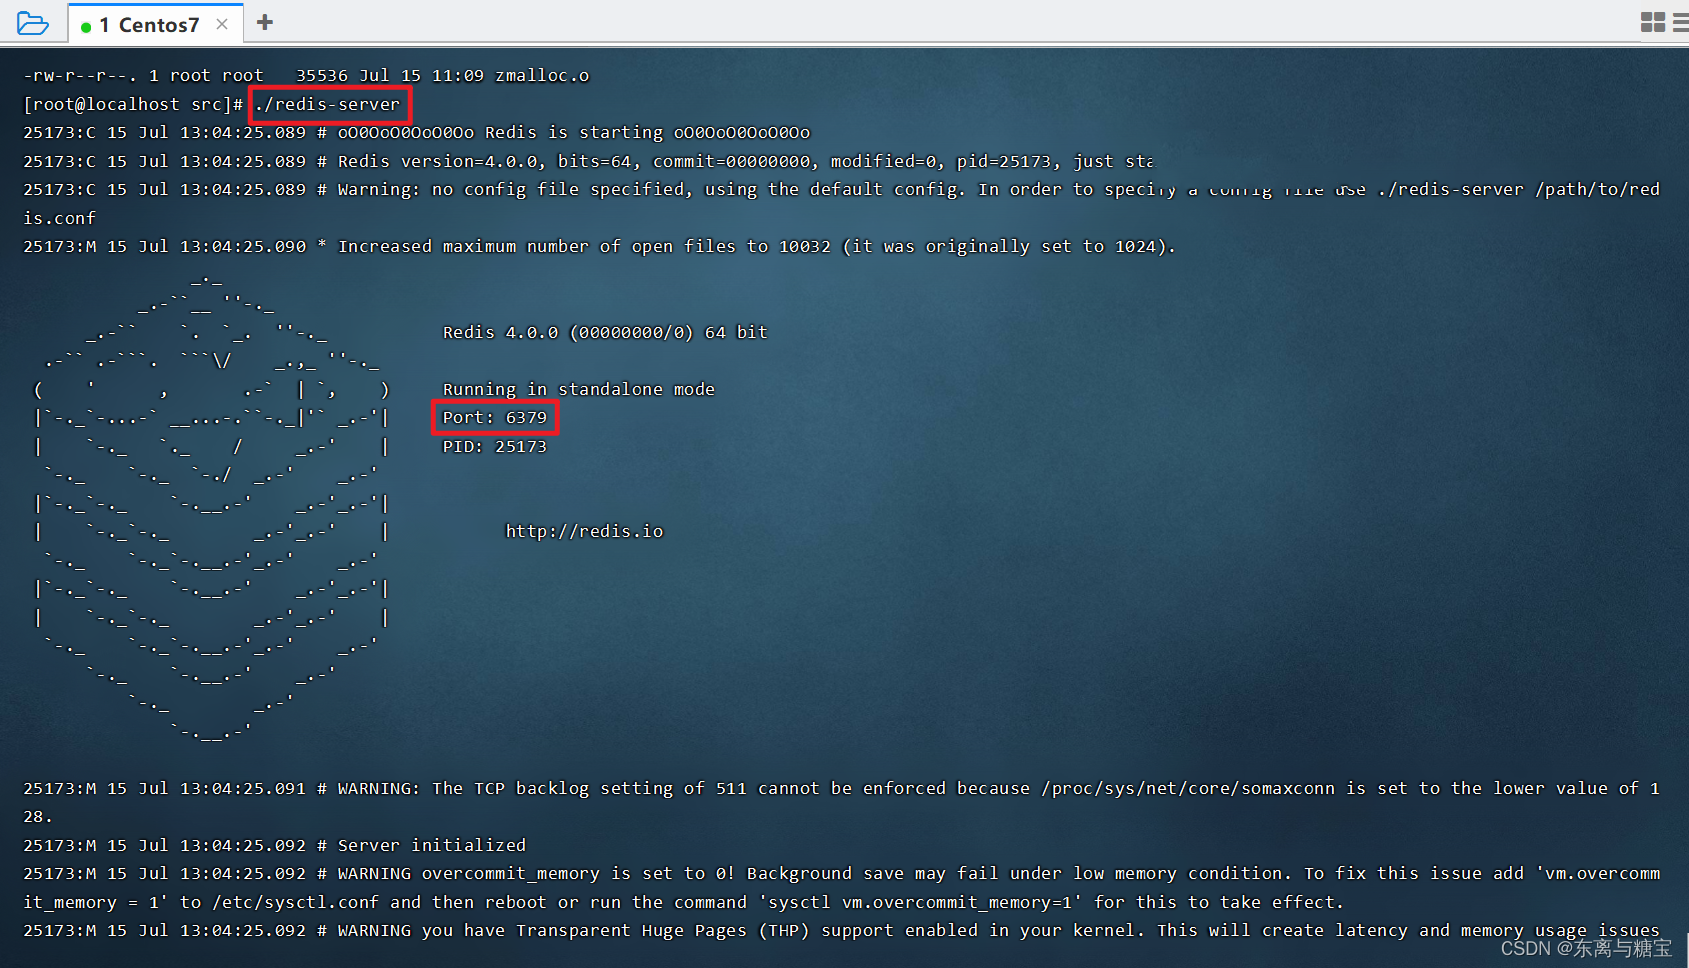 1 Centos7 × +
-rw-r--r--. 1 root root   35536 Jul 15 11:09 zmalloc.o
[root@localhost src]# ./redis-server
25173:C 15 Jul 13:04:25.089 # oO0OoO0OoO0Oo Redis is starting oO0OoO0OoO0Oo
25173:C 15 Jul 13:04:25.089 # Redis version=4.0.0, bits=64, commit=00000000, modified=0, pid=25173, just
25173:C 15 Jul 13:04:25.089 # Warning: no config file specified, using the default config. In order to specify a config file use ./redis-server /path/to/red
is.conf
25173:M 15 Jul 13:04:25.090 * Increased maximum number of open files to 10032 (it was originally set to 1024).
Redis 4.0.0 (00000000/0) 64 bit
Running in standalone mode
Port: 6379
PID: 25173
http://redis.io
25173:M 15 Jul 13:04:25.091 # WARNING: The TCP backlog setting of 511 cannot be enforced because /proc/sys/net/core/somaxconn is set to the lower value of 1
28.
25173:M 15 Jul 13:04:25.092 # Server initialized
25173:M 15 Jul 13:04:25.092 # WARNING overcommit_memory is set to 0! Background save may fail under low memory condition. To fix this issue add 'vm.overcomm
it_memory = 1' to /etc/sysctl.conf and then reboot or run the command 'sysctl vm.overcommit_memory=1' for this to take effect.
25173:M 15 Jul 13:04:25.092 # WARNING you have Transparent Huge Pages (THP) support enabled in your kernel. This will create latency and memory usage issues
CSDN @东离与糖宝